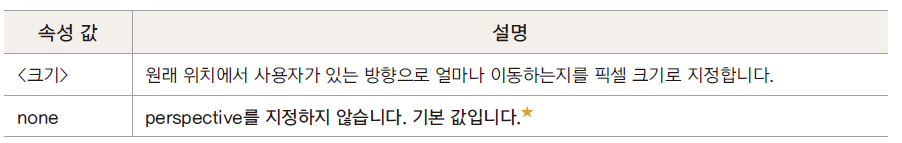 속성 값 설명
<크기> 원래 위치에서 사용자가 있는 방향으로 얼마나 이동하는지를 픽셀 크기로 지정합니다.
none perspective를 지정하지 않습니다. 기본 값입니다.★